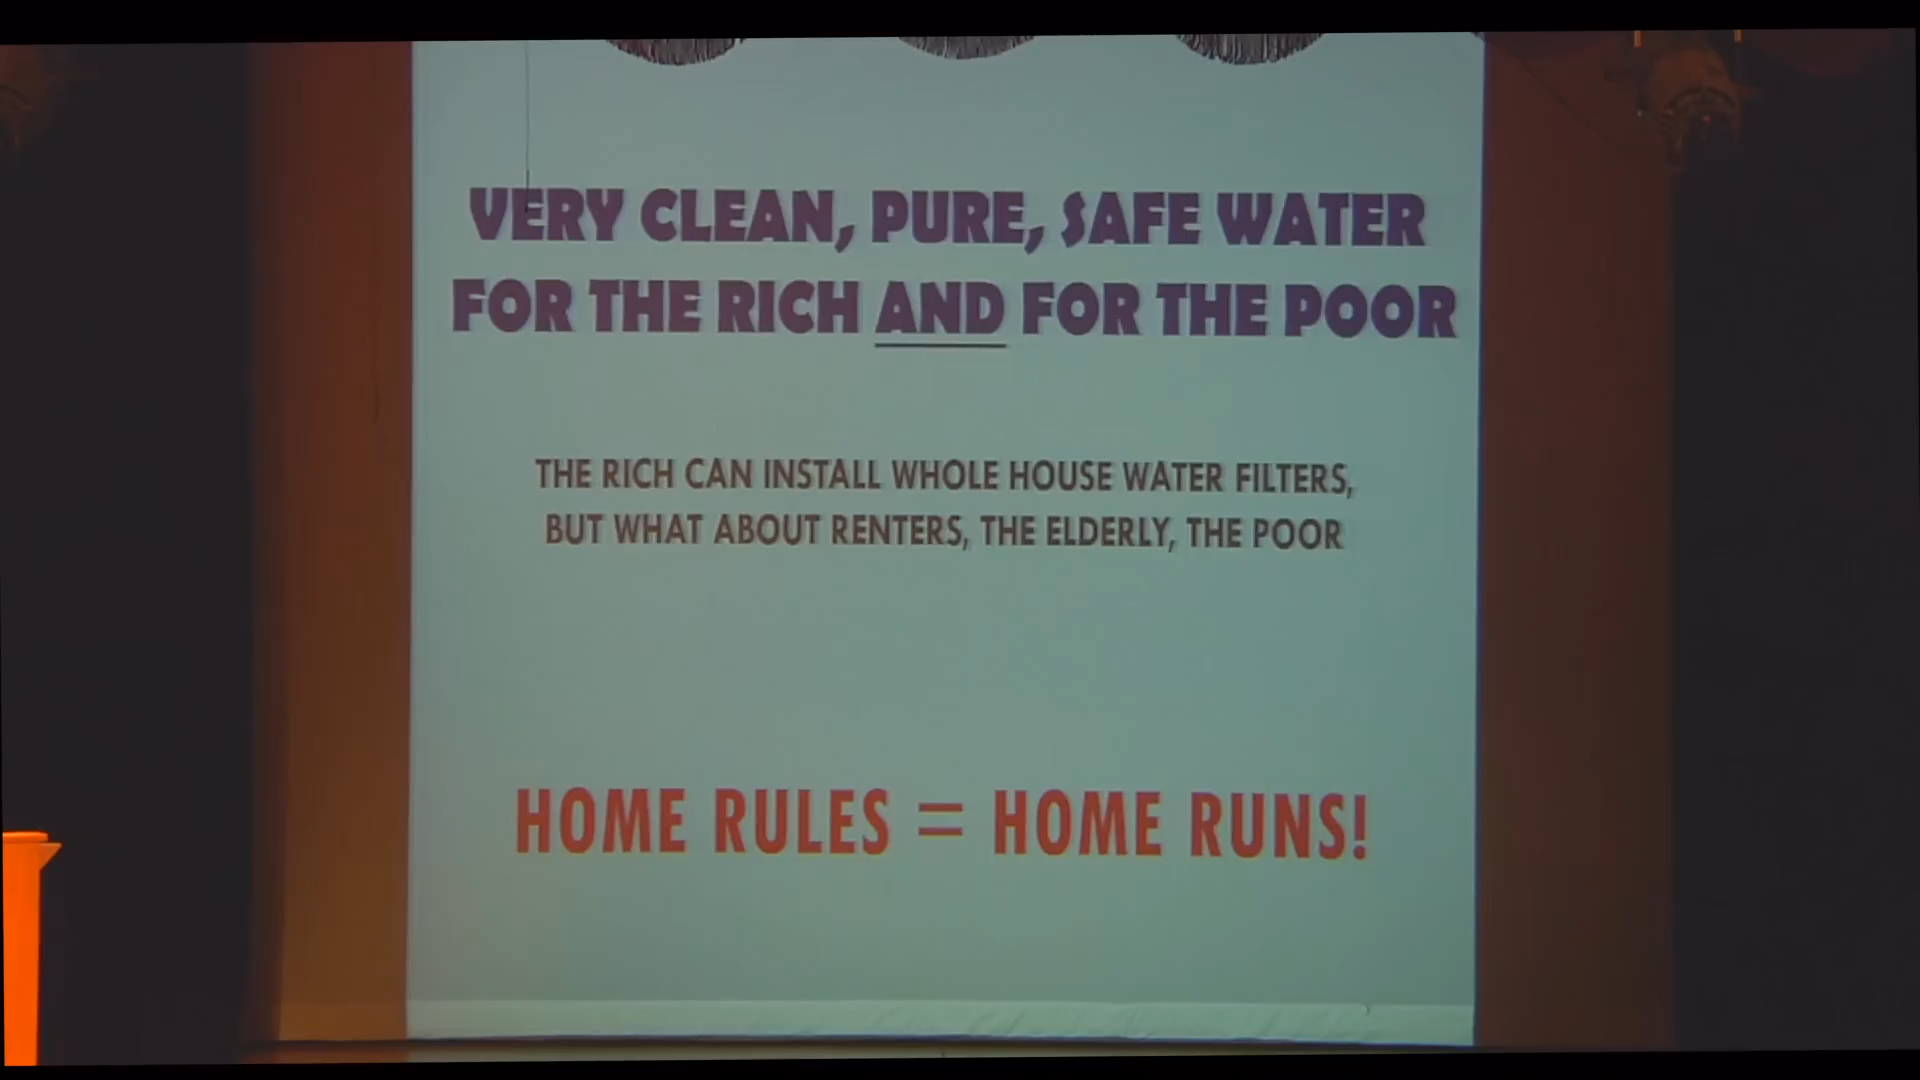 VERY CLEAN, PURE, SAFE WATER
FOR THE RICH AND FOR THE POOR
THE RICH CAN INSTALL WHOLE HOUSE WATER FILTERS,
BUT WHAT ABOUT RENTERS, THE ELDERLY, THE POOR
HOME RULES = HOME RUNS!